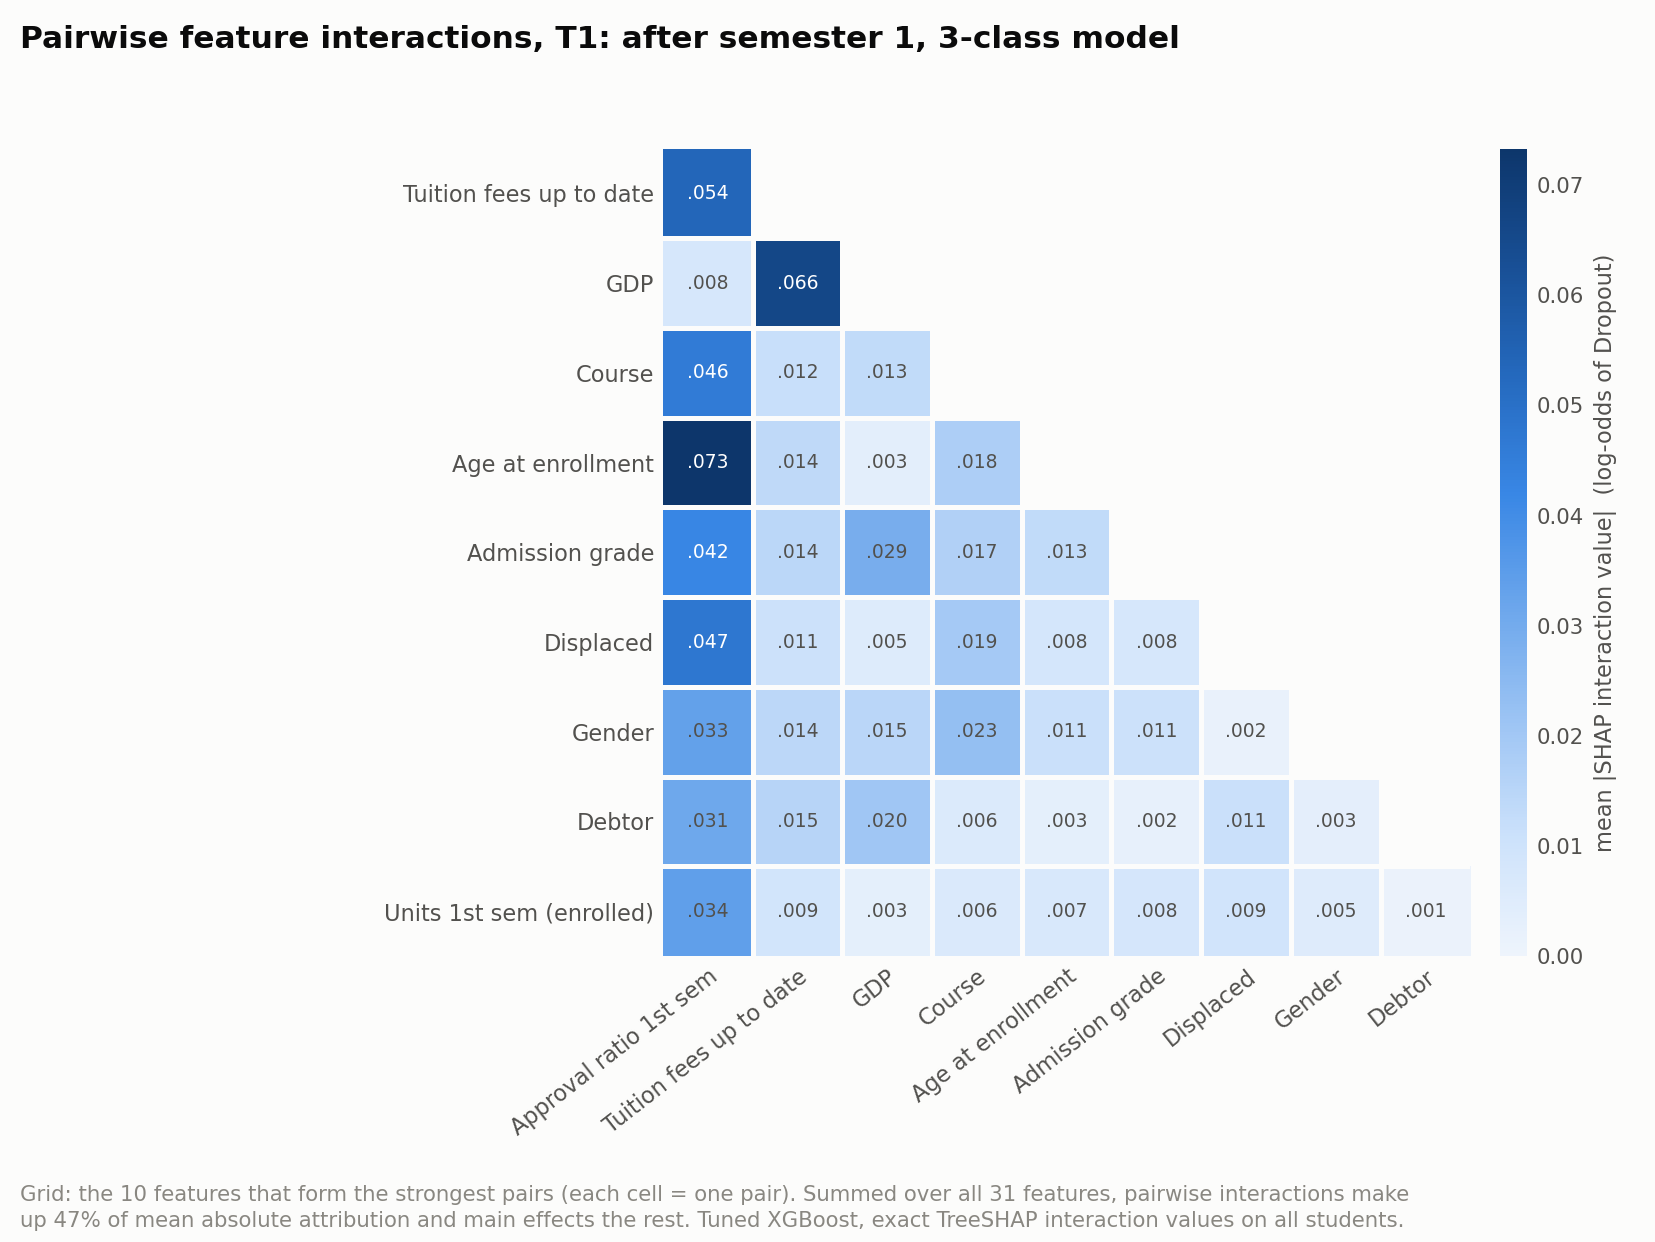 Pairwise feature interactions, T1: after semester 1, 3-class model
Tuition fees up to date .054
GDP .008 .066
Course .046 .012 .013
Age at enrollment .073 .014 .003 .018
Admission grade .042 .014 .029 .017 .013
Displaced .047 .011 .005 .019 .008 .008
Gender .033 .014 .015 .023 .011 .011 .002
Debtor .031 .015 .020 .006 .003 .002 .011 .003
Units 1st sem (enrolled) .034 .009 .003 .006 .007 .008 .009 .005 .001
Approval ratio 1st sem
Tuition fees up to date
GDP
Course
Age at enrollment
Admission grade
Displaced
Gender
Debtor
0.07
0.06
0.05
0.04
0.03
0.02
0.01
0.00
mean |SHAP interaction value| (log-odds of Dropout)
Grid: the 10 features that form the strongest pairs (each cell = one pair). Summed over all 31 features, pairwise interactions make
up 47% of mean absolute attribution and main effects the rest. Tuned XGBoost, exact TreeSHAP interaction values on all students.